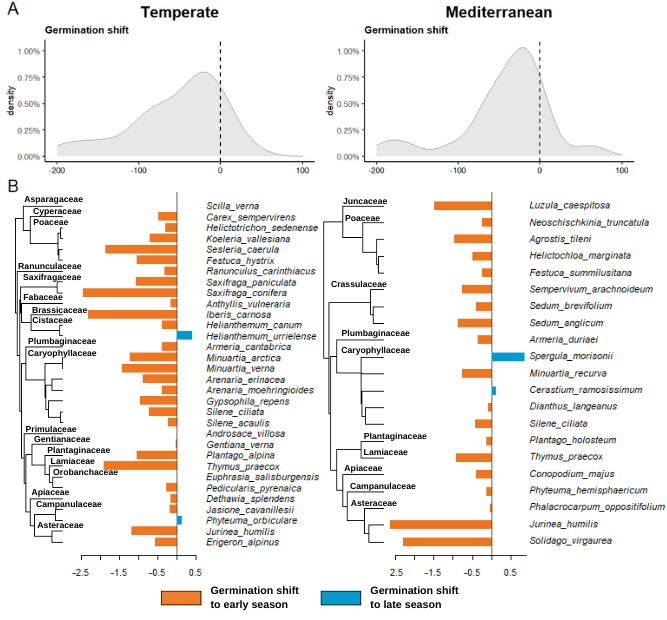 A
Temperate
Mediterranean
Germination shift
Germination shift
density
1.00%
0.75%
0.50%
0.25%
0.00%
-200
-100
0
100
density
1.00%
0.75%
0.50%
0.25%
0.00%
-200
-100
0
100
B
Asparagaceae
Cyperaceae
Poaceae
Ranunculaceae
Saxifragaceae
Fabaceae
Brassicaceae
Cistaceae
Plumbaginaceae
Caryophyllaceae
Primulaceae
Gentianaceae
Plantaginaceae
Lamiaceae
Orobanchaceae
Apiaceae
Campanulaceae
Asteraceae
Scilla_verna
Carex_sempervirens
Helictotrichon_sedenense
Koeleria_vallesiana
Sesleria_caerula
Festuca_hystrix
Ranunculus_carinthiacus
Saxifraga_paniculata
Saxifraga_conifera
Anthyllis_vulneraria
Iberis_carnosa
Helianthemum_canum
Helianthemum_urrielense
Armeria_cantabrica
Minuartia_arctica
Minuartia_verna
Arenaria_erinacea
Arenaria_moehringioides
Gypsophila_repens
Silene_ciliata
Silene_acaulis
Androsace_villosa
Gentiana_verna
Plantago_alpina
Thymus_praecox
Euphrasia_salisburgensis
Pedicularis_pyrenaica
Dethawia_splendens
Jasione_cavanillesii
Phyteuma_orbiculare
Jurinea_humilis
Erigeron_alpinus
-2.5
-1.5
-0.5
0.5
Juncaceae
Poaceae
Crassulaceae
Plumbaginaceae
Caryophyllaceae
Plantaginaceae
Lamiaceae
Apiaceae
Campanulaceae
Asteraceae
Luzula_caespitosa
Neoschischkinia_truncatula
Agrostis_tileni
Helictochloa_marginata
Festuca_summilusitana
Sempervivum_arachnoideum
Sedum_brevifolium
Sedum_anglicum
Armeria_duriaei
Spergula_morisonii
Minuartia_recurva
Cerastium_ramosissimum
Dianthus_langeanus
Silene_ciliata
Plantago_holosteum
Thymus_praecox
Conopodium_majus
Phyteuma_hemisphaericum
Phalacrocarpum_oppositifolium
Jurinea_humilis
Solidago_virgaurea
2.5
-1.5
-0.5
0.5
Germination shift
to early season
Germination shift
to late season